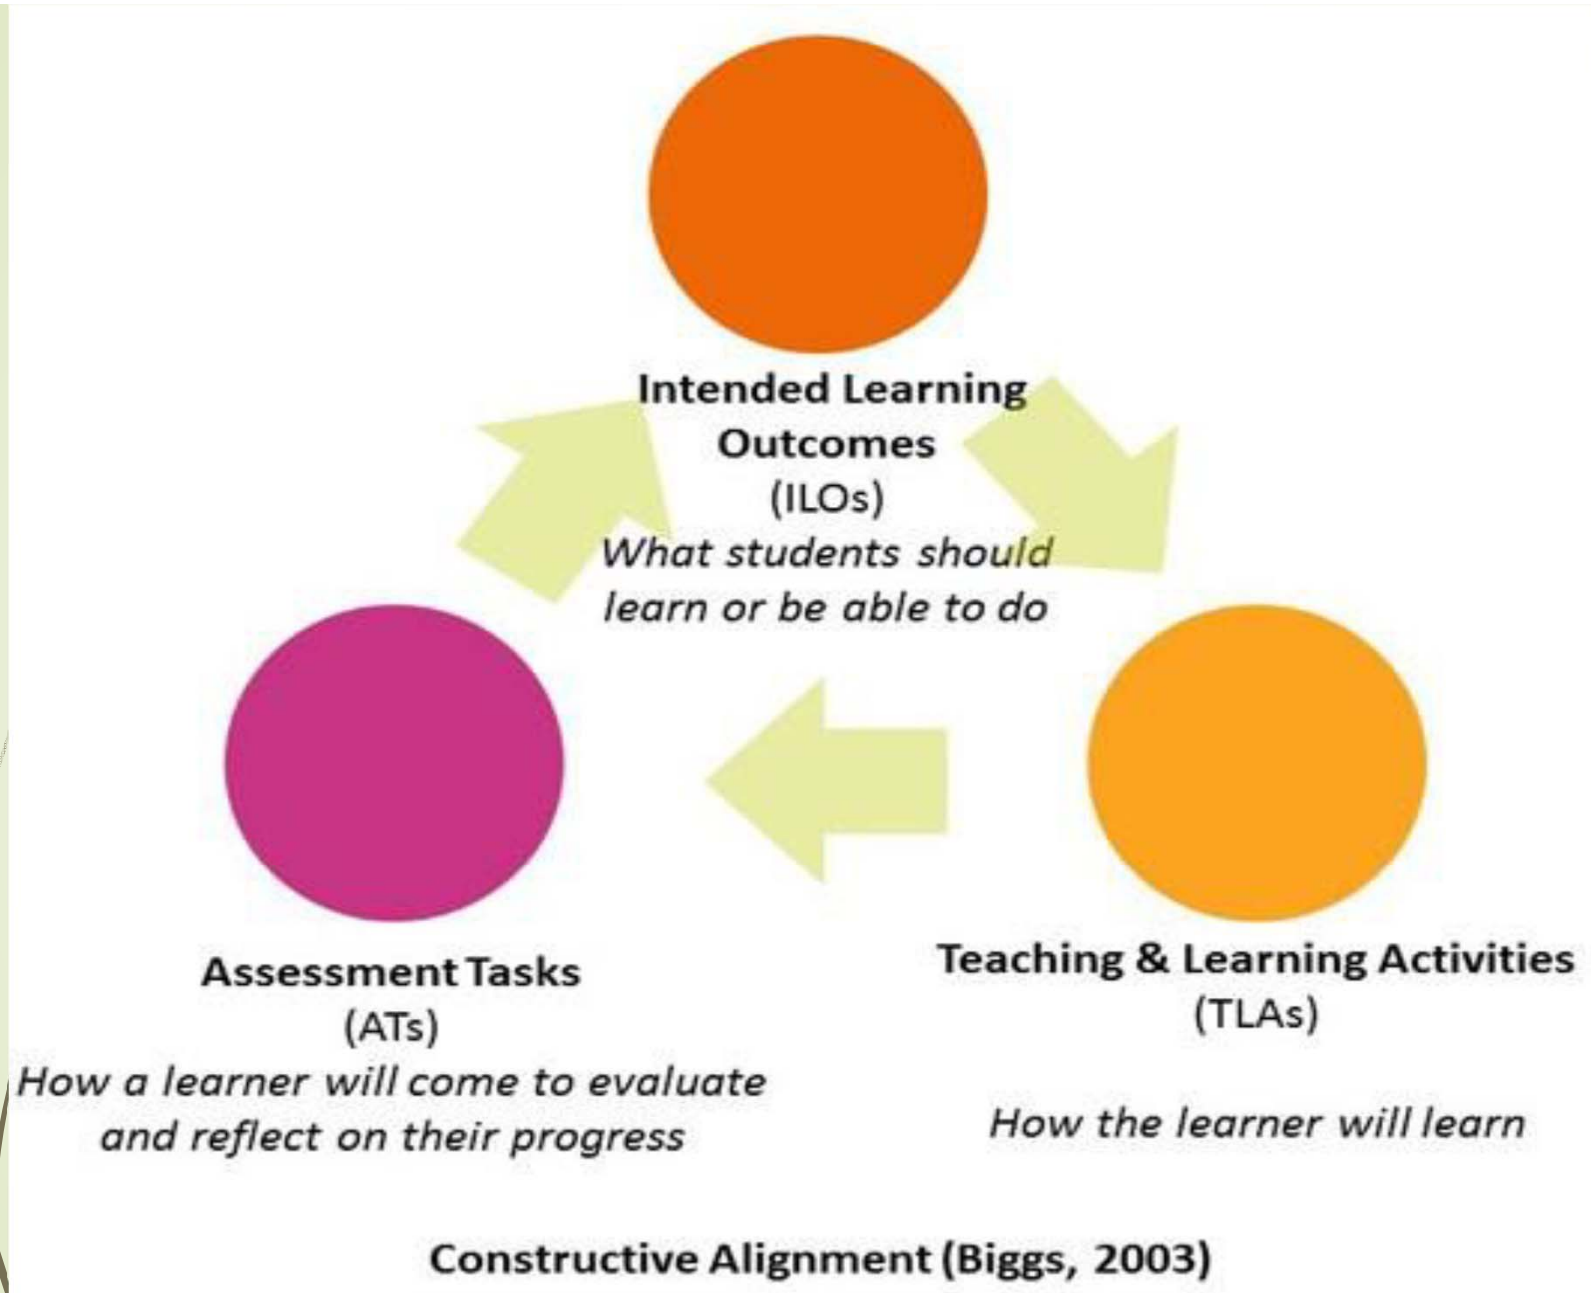 Intended Learning
Outcomes
(ILOs)
What students should
learn or be able to do
Assessment Tasks
(ATs)
How a learner will come to evaluate
and reflect on their progress
Teaching & Learning Activities
(TLAs)
How the learner will learn
Constructive Alignment (Biggs, 2003)